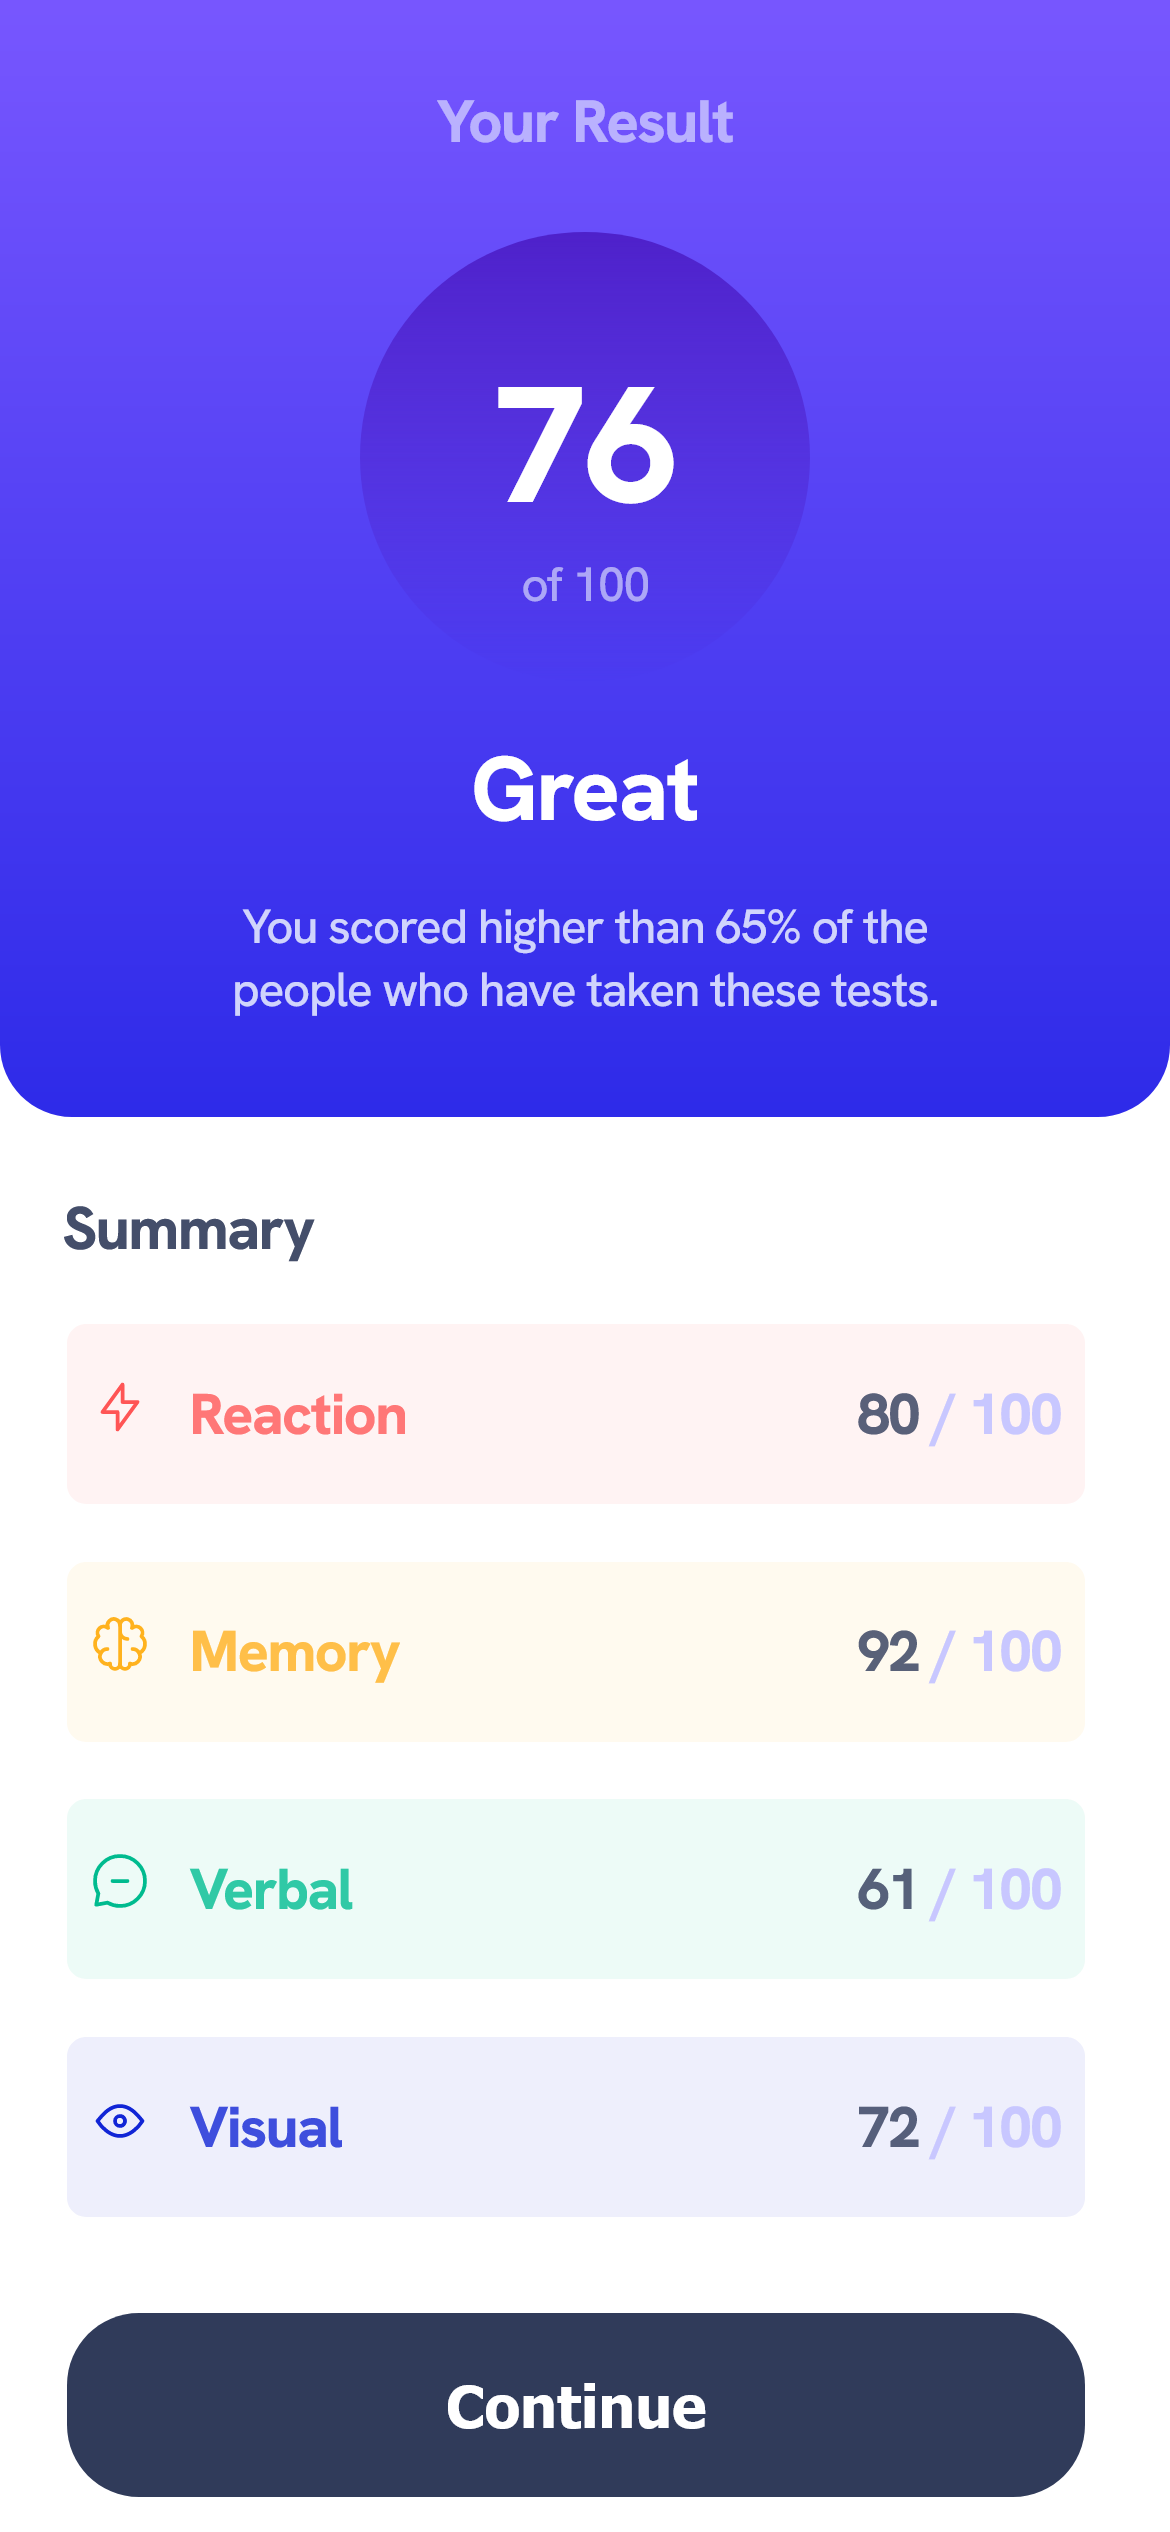 Your Result
76
of 100
Great
You scored higher than 65% of the
people who have taken these tests.
Summary
Reaction 80 / 100
Memory 92 / 100
Verbal 61 / 100
Visual 72 / 100
Continue